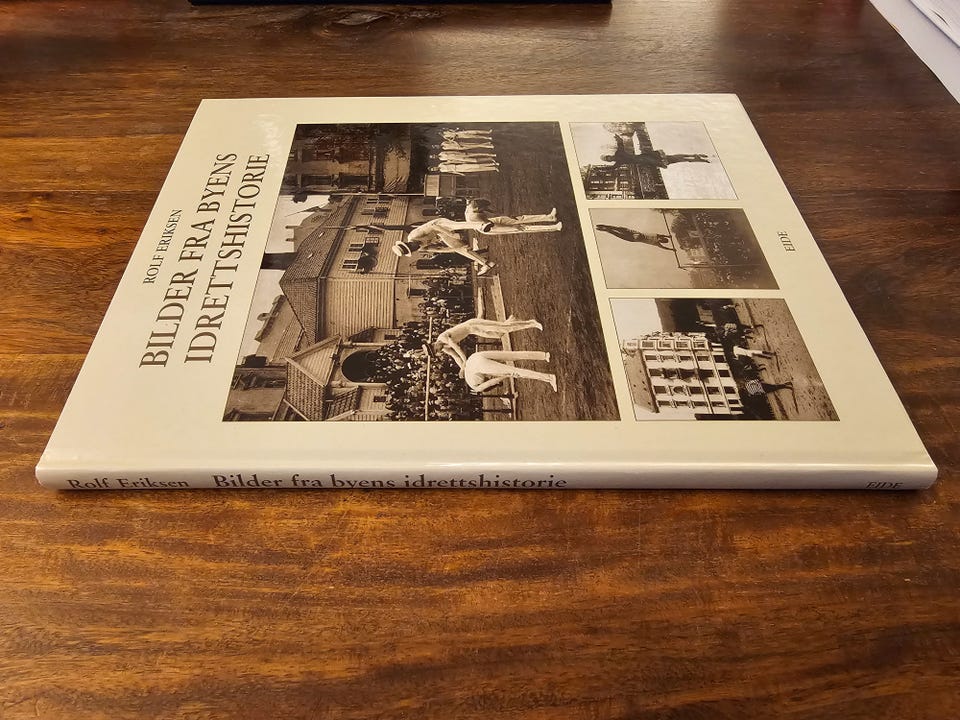 ROLF ERIKSEN
BILDER FRA BYENS
IDRETTSHISTORIE
EIDE
Rolf Eriksen Bilder fra byens idrettshistorie EIDE